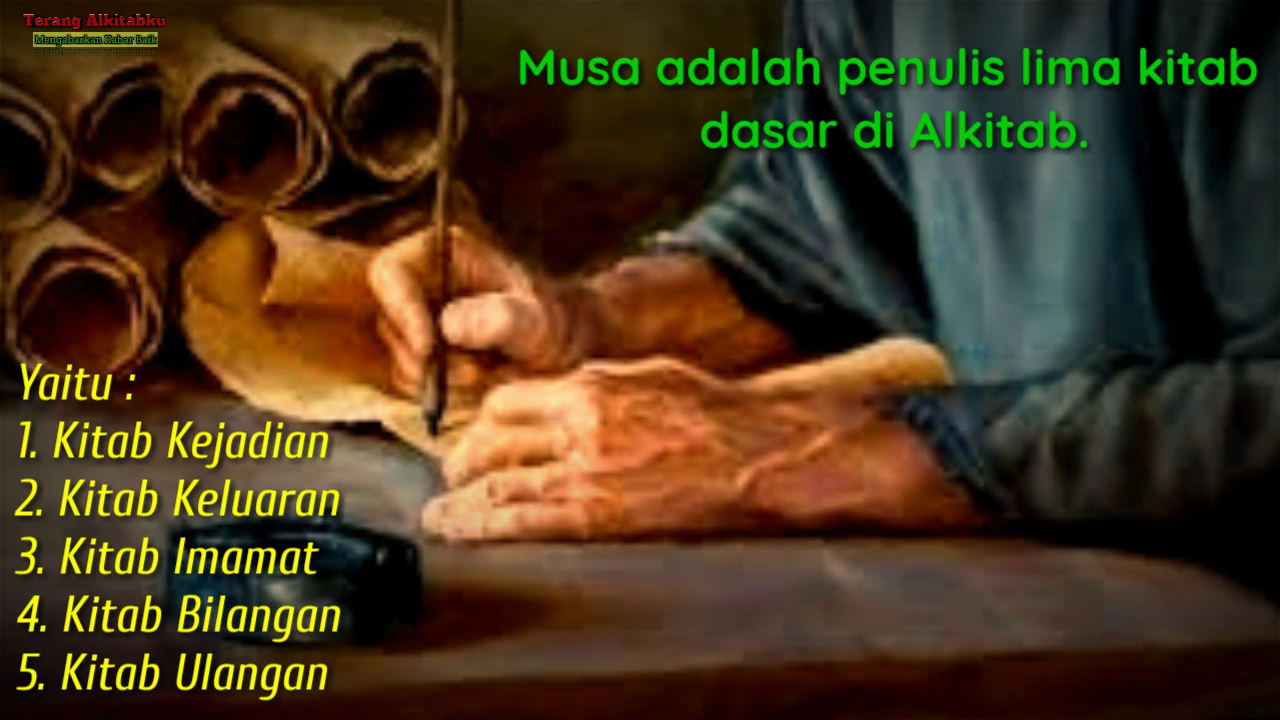 Terang Alkitabku
Mengabarkan Kabar Baik
Musa adalah penulis lima kitab
dasar di Alkitab.
Yaitu :
1. Kitab Kejadian
2. Kitab Keluaran
3. Kitab Imamat
4. Kitab Bilangan
5. Kitab Ulangan